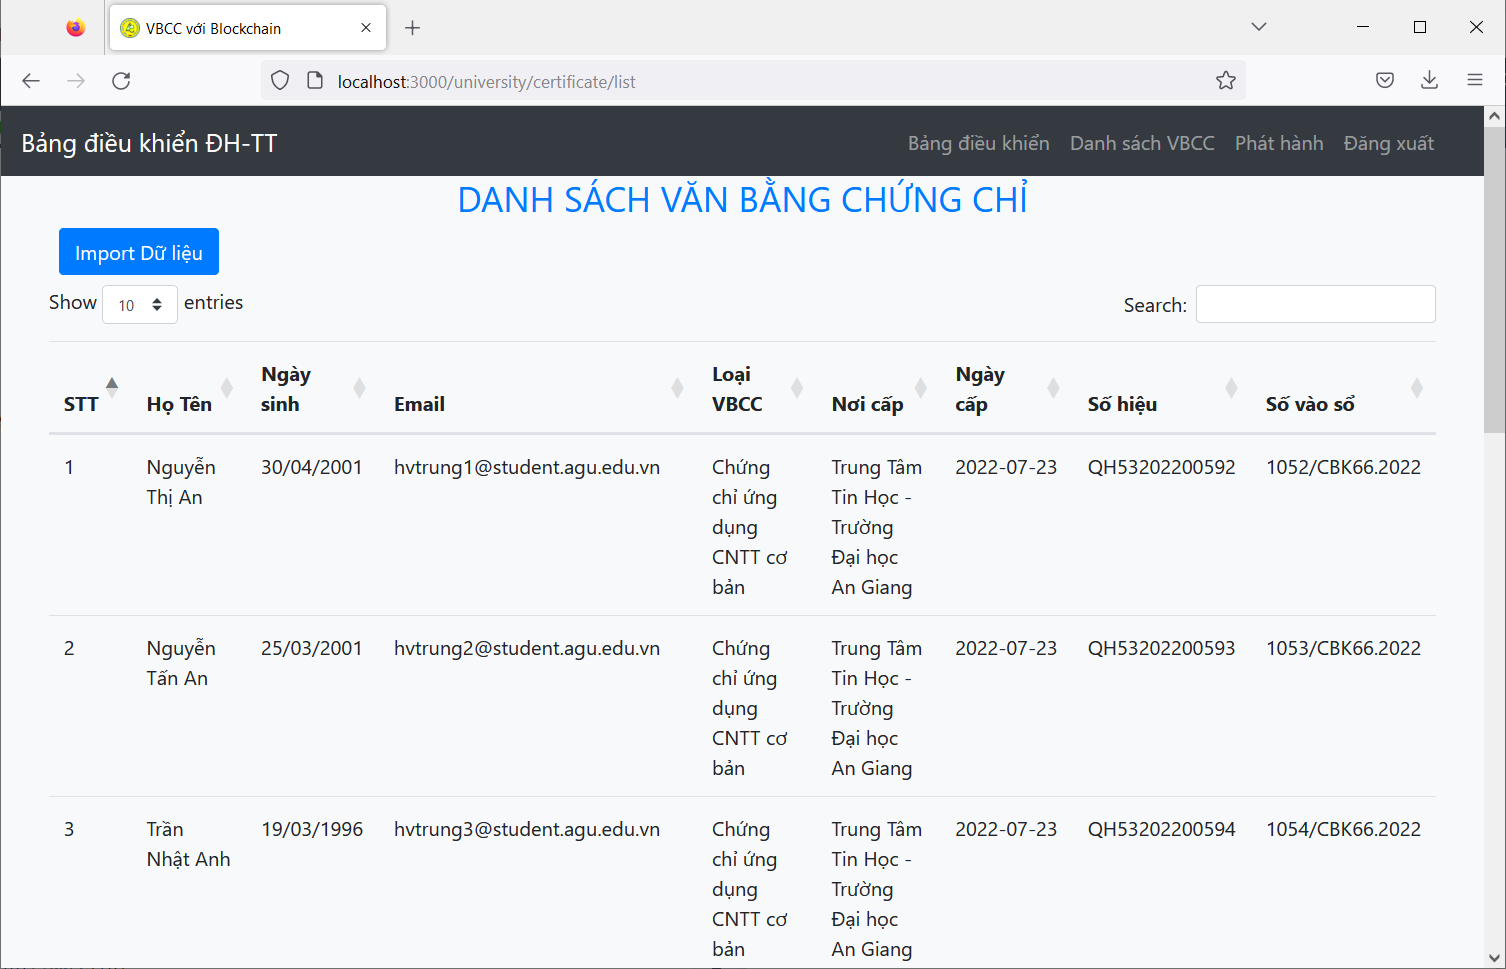 VBCC với Blockchain
localhost:3000/university/certificate/list
Bảng điều khiển ĐH-TT
Bảng điều khiển Danh sách VBCC Phát hành Đăng xuất
DANH SÁCH VĂN BẰNG CHỨNG CHỈ
Import Dữ liệu
Show 10 entries
Search:
STT Họ Tên Ngày sinh Email Loại VBCC Nơi cấp Ngày cấp Số hiệu Số vào sổ
1 Nguyễn 30/04/2001 hvtrung1@student.agu.edu.vn Chứng Trung Tâm 2022-07-23 QH53202200592 1052/CBK66.2022
Thị An chỉ ứng Tin Học -
dụng Trường
CNTT cơ Đại học
bản An Giang
2 Nguyễn 25/03/2001 hvtrung2@student.agu.edu.vn Chứng Trung Tâm 2022-07-23 QH53202200593 1053/CBK66.2022
Tấn An chỉ ứng Tin Học -
dụng Trường
CNTT cơ Đại học
bản An Giang
3 Trần 19/03/1996 hvtrung3@student.agu.edu.vn Chứng Trung Tâm 2022-07-23 QH53202200594 1054/CBK66.2022
Nhật Anh chỉ ứng Tin Học -
dụng Trường
CNTT cơ Đại học
bản An Giang